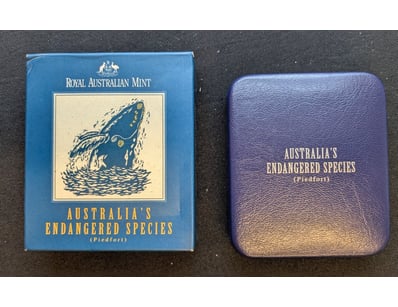 ROYAL AUSTRALIAN MINT
AUSTRALIA'S
ENDANGERED SPECIES
(Piedfort)
AUSTRALIA'S
ENDANGERED SPECIES
(Piedfort)